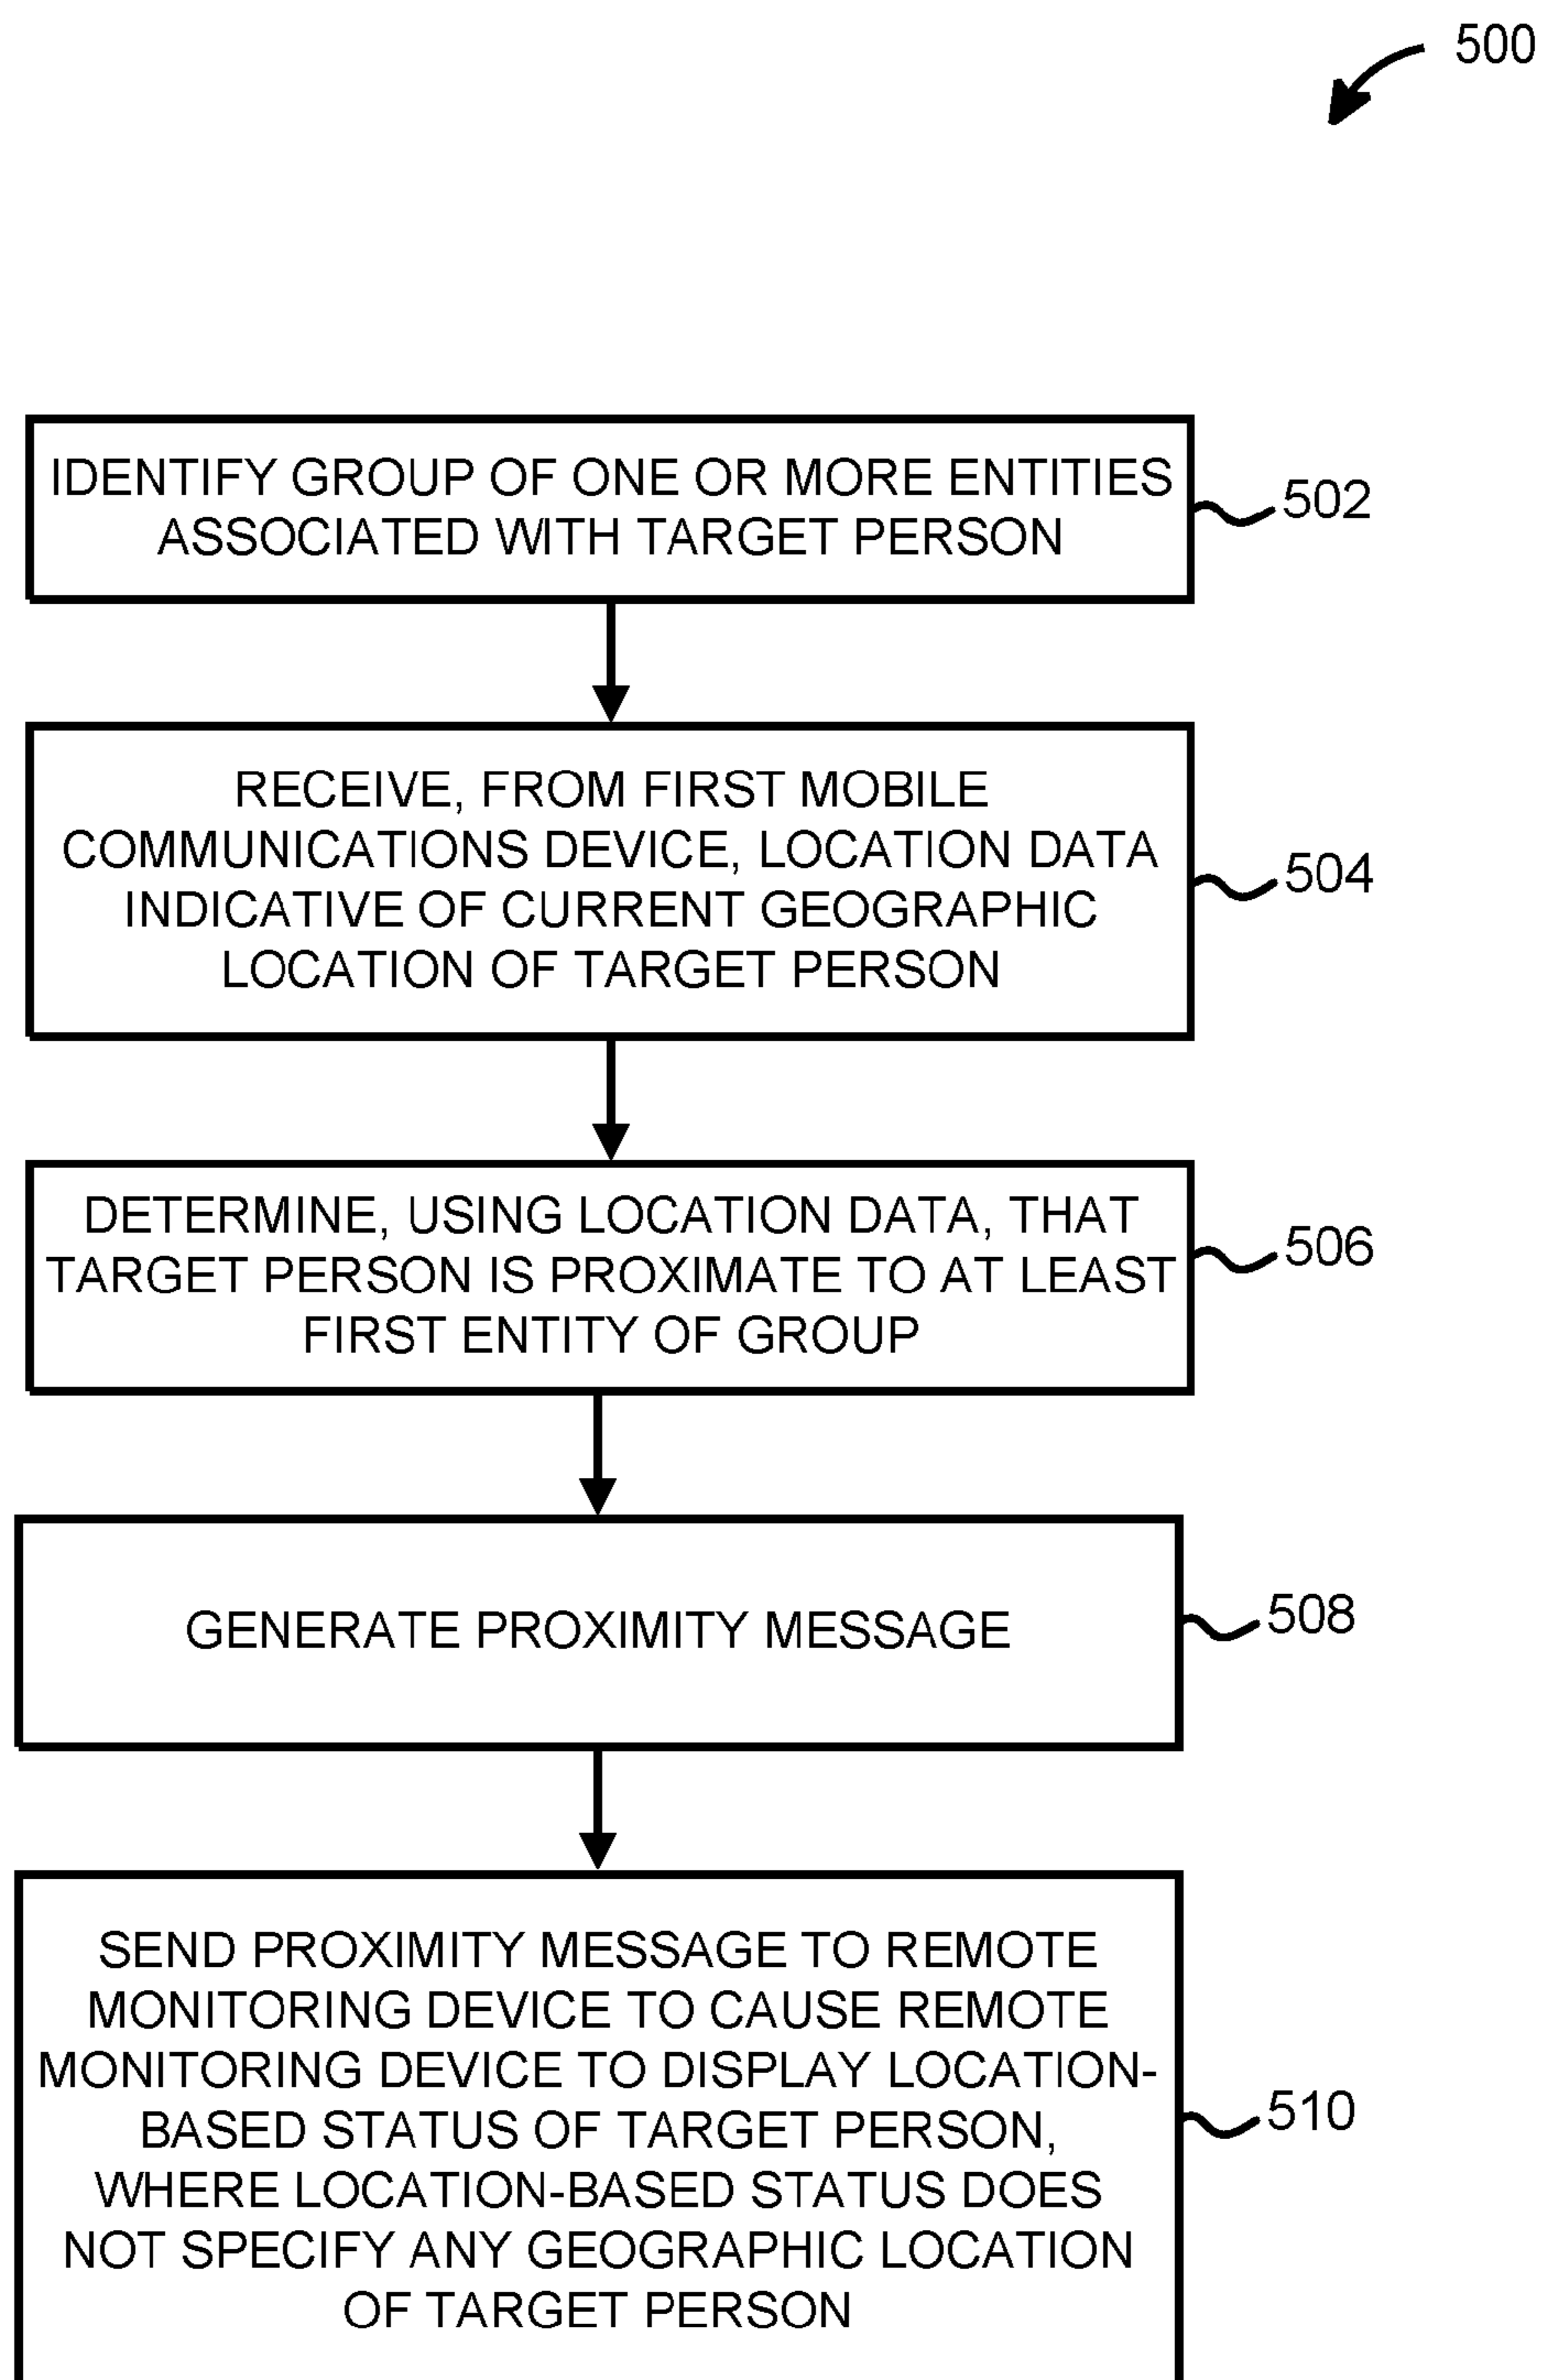 500
IDENTIFY GROUP OF ONE OR MORE ENTITIES
ASSOCIATED WITH TARGET PERSON
502
RECEIVE, FROM FIRST MOBILE
COMMUNICATIONS DEVICE, LOCATION DATA
INDICATIVE OF CURRENT GEOGRAPHIC
LOCATION OF TARGET PERSON
504
DETERMINE, USING LOCATION DATA, THAT
TARGET PERSON IS PROXIMATE TO AT LEAST
FIRST ENTITY OF GROUP
506
GENERATE PROXIMITY MESSAGE
508
SEND PROXIMITY MESSAGE TO REMOTE
MONITORING DEVICE TO CAUSE REMOTE
MONITORING DEVICE TO DISPLAY LOCATION-
BASED STATUS OF TARGET PERSON,
WHERE LOCATION-BASED STATUS DOES
NOT SPECIFY ANY GEOGRAPHIC LOCATION
OF TARGET PERSON
510